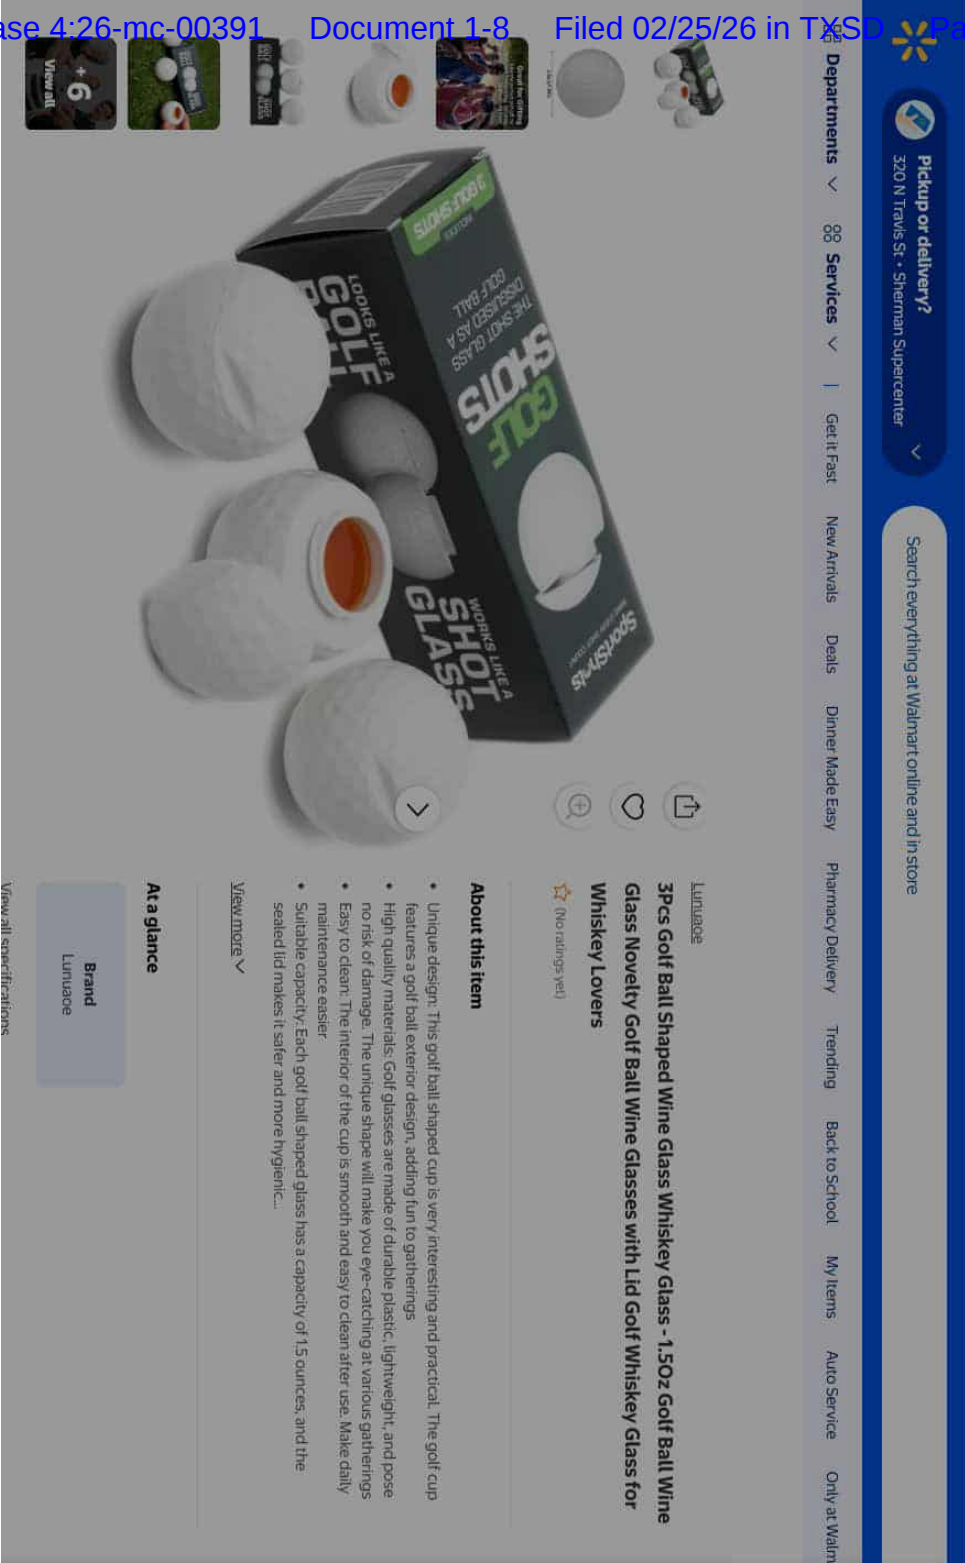 ase 4:26-mc-00391 Document 1-8 Filed 02/25/26 in TXSD Pa
Pickup or delivery?
320 N Travis St • Sherman Supercenter
Search everything at Walmart online and in store
Departments Services Get it Fast New Arrivals Deals Dinner Made Easy Pharmacy Delivery Trending Back to School My Items Auto Service Only at Walm
Great for Gifting
+6
View all
3 GOLF SHOTS
INCLUDES
GOLF
SHOTS
THE SHOT GLASS
DISGUISED AS A
GOLF BALL
SportShots
LOOKS LIKE A
GOLF
BALL
WORKS LIKE A
SHOT
GLASS
Lunuaoe
3Pcs Golf Ball Shaped Wine Glass Whiskey Glass - 1.5Oz Golf Ball Wine
Glass Novelty Golf Ball Wine Glasses with Lid Golf Whiskey Glass for
Whiskey Lovers
(No ratings yet)
About this item
• Unique design: This golf ball shaped cup is very interesting and practical. The golf cup
features a golf ball exterior design, adding fun to gatherings
• High quality materials: Golf glasses are made of durable plastic, lightweight, and pose
no risk of damage. The unique shape will make you eye-catching at various gatherings
• Easy to clean: The interior of the cup is smooth and easy to clean after use. Make daily
maintenance easier
• Suitable capacity: Each golf ball shaped glass has a capacity of 1.5 ounces, and the
sealed lid makes it safer and more hygienic...
View more
At a glance
Brand
Lunuaoe
View all specifications